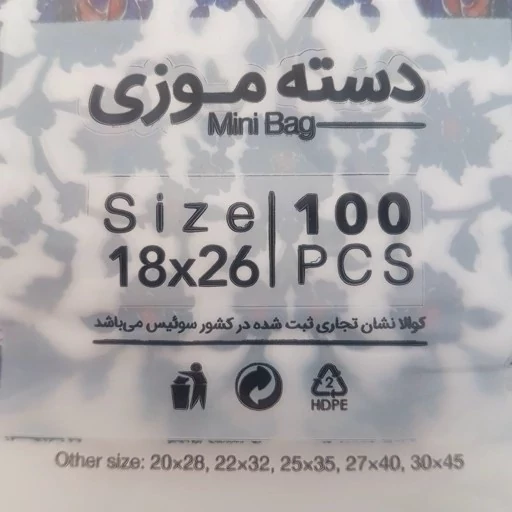 دسته موزی
Mini Bag
Size 18x26
100 PCS
کوالا نشان تجاری ثبت شده در کشور سوئیس می‌باشد
2
HDPE
Other size: 20x28, 22x32, 25x35, 27x40, 30x45